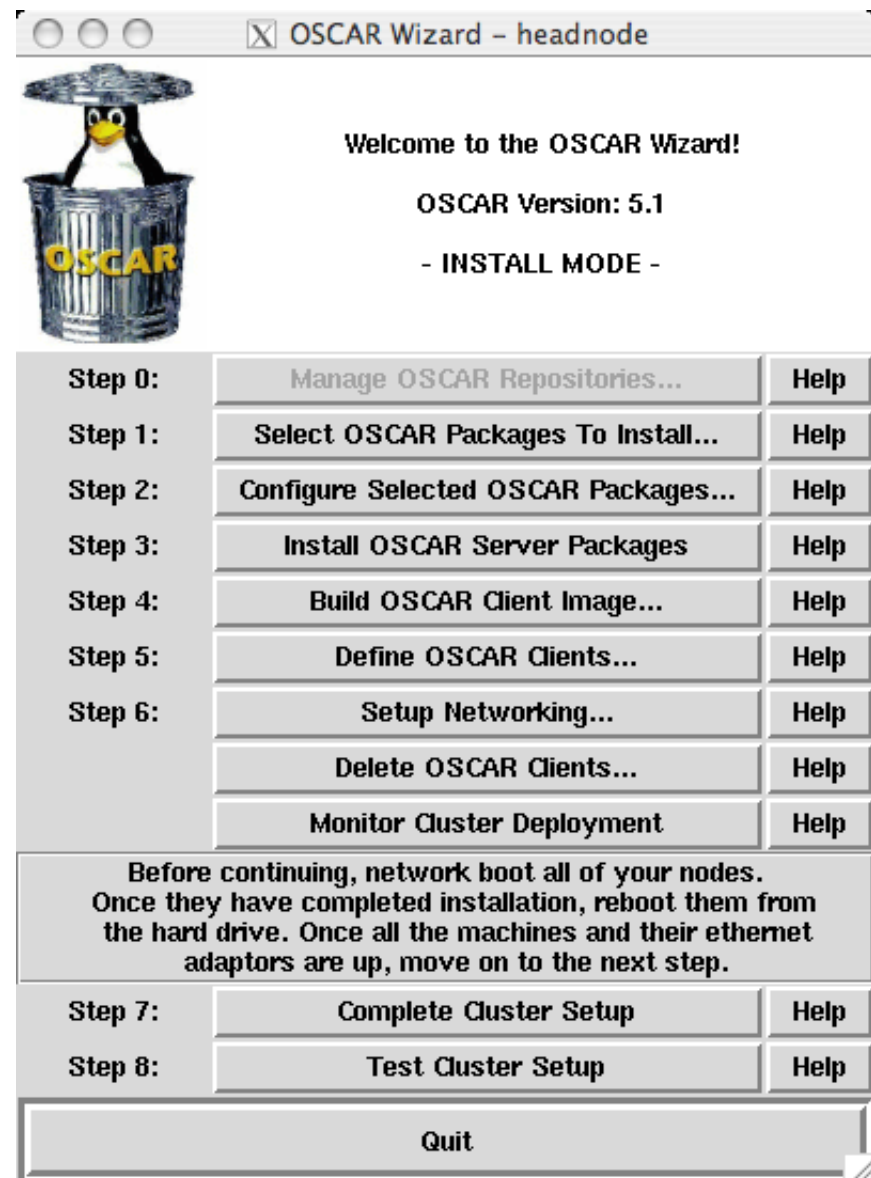 X OSCAR Wizard – headnode
OSCAR
Welcome to the OSCAR Wizard!
OSCAR Version: 5.1
- INSTALL MODE -
Step 0: Manage OSCAR Repositories... Help
Step 1: Select OSCAR Packages To Install... Help
Step 2: Configure Selected OSCAR Packages... Help
Step 3: Install OSCAR Server Packages Help
Step 4: Build OSCAR Client Image... Help
Step 5: Define OSCAR Clients... Help
Step 6: Setup Networking... Help
Delete OSCAR Clients... Help
Monitor Cluster Deployment Help
Before continuing, network boot all of your nodes.
Once they have completed installation, reboot them from
the hard drive. Once all the machines and their ethernet
adaptors are up, move on to the next step.
Step 7: Complete Cluster Setup Help
Step 8: Test Cluster Setup Help
Quit